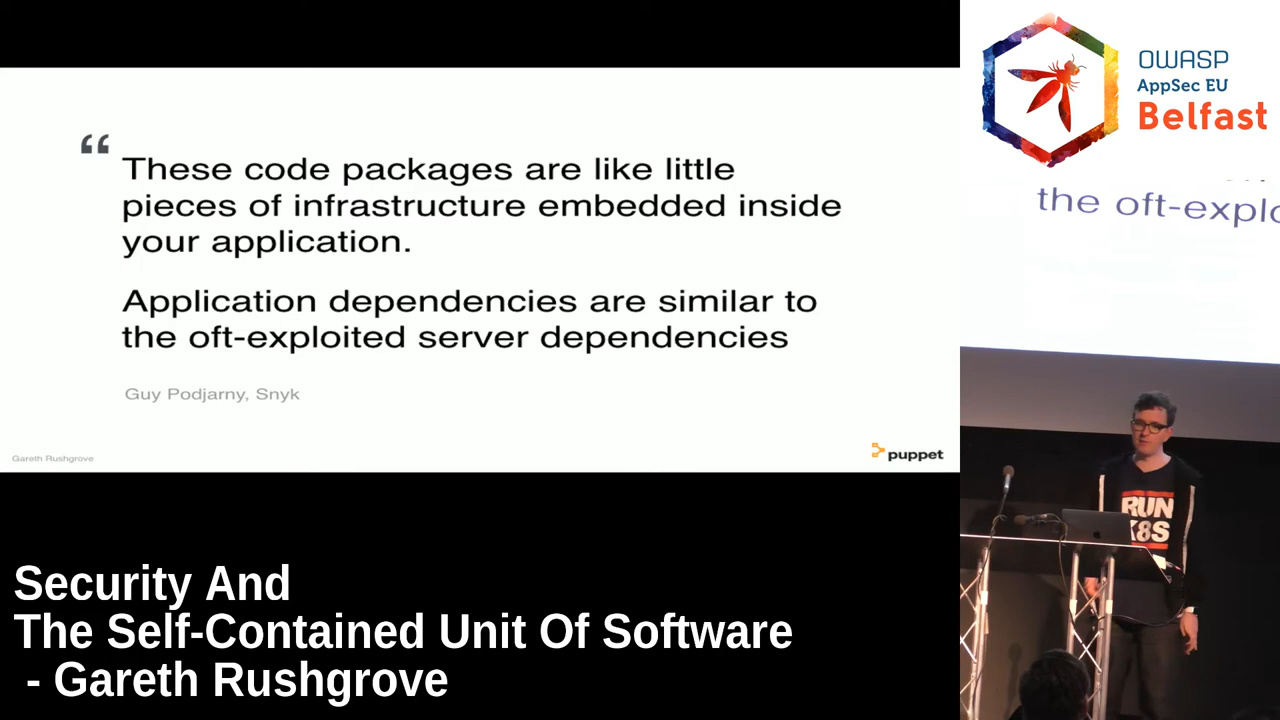 “
These code packages are like little
pieces of infrastructure embedded inside
your application.
Application dependencies are similar to
the oft-exploited server dependencies
Guy Podjarny, Snyk
Gareth Rushgrove
puppet
Security And
The Self-Contained Unit Of Software
- Gareth Rushgrove
OWASP
AppSec EU
Belfast
the oft-explo
RUN
K8S